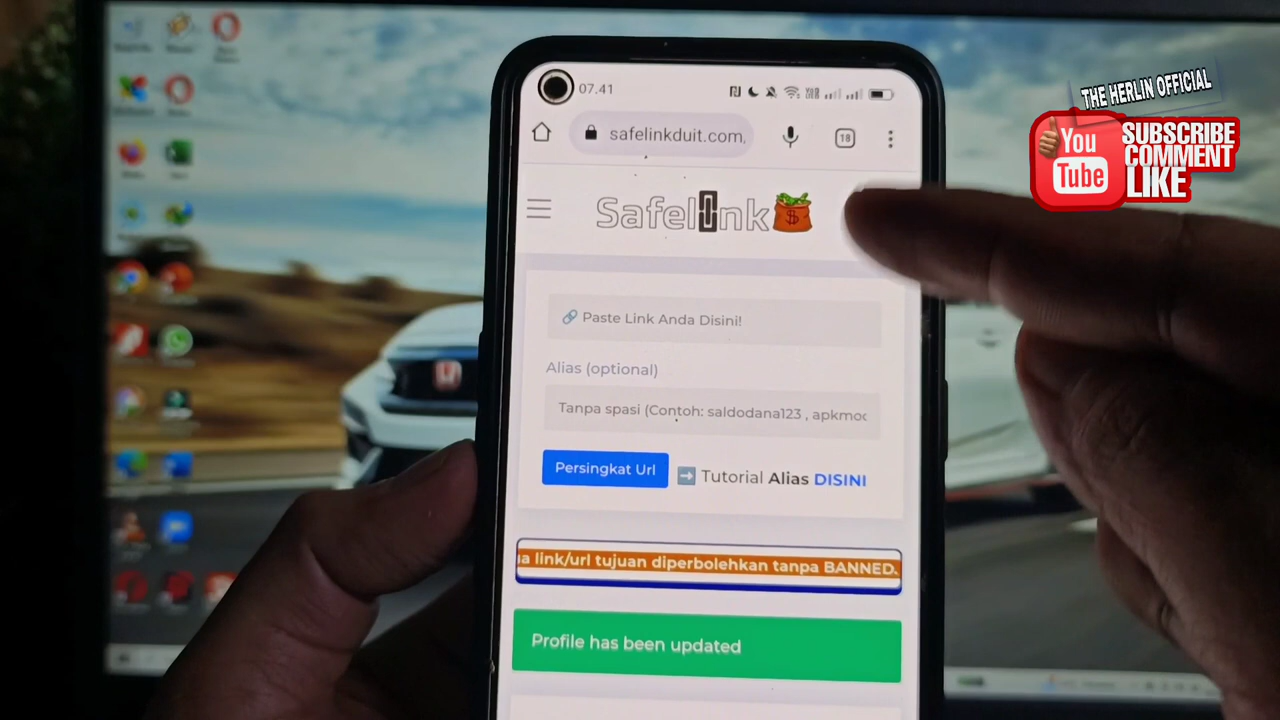 07.41
safelinkduit.com,
18
Safelink
$
🔗 Paste Link Anda Disini!
Alias (optional)
Tanpa spasi (Contoh: saldodana123 , apkmod
Persingkat Url
➡ Tutorial Alias DISINI
a link/url tujuan diperbolehkan tanpa BANNED.
Profile has been updated
THE HERLIN OFFICIAL
You
Tube
SUBSCRIBE
COMMENT
LIKE